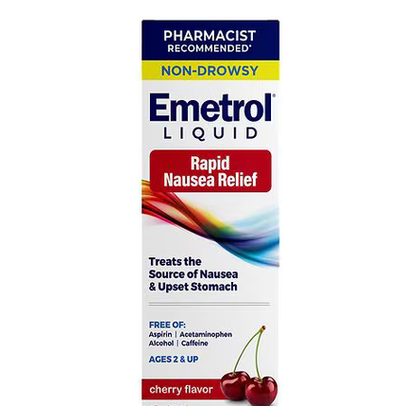 PHARMACIST
RECOMMENDED*
NON-DROWSY
Emetrol®
LIQUID
Rapid
Nausea Relief
Treats the
Source of Nausea
& Upset Stomach
FREE OF:
Aspirin | Acetaminophen
Alcohol | Caffeine
AGES 2 & UP
cherry flavor